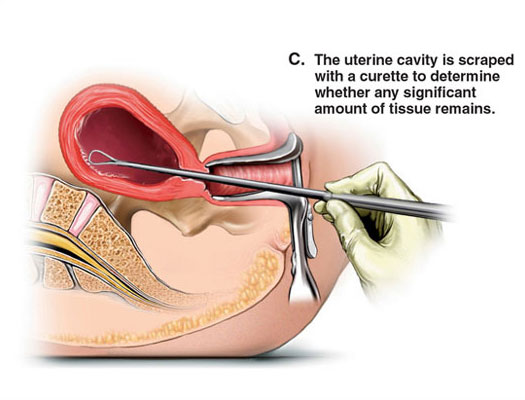 C. The uterine cavity is scraped
with a curette to determine
whether any significant
amount of tissue remains.